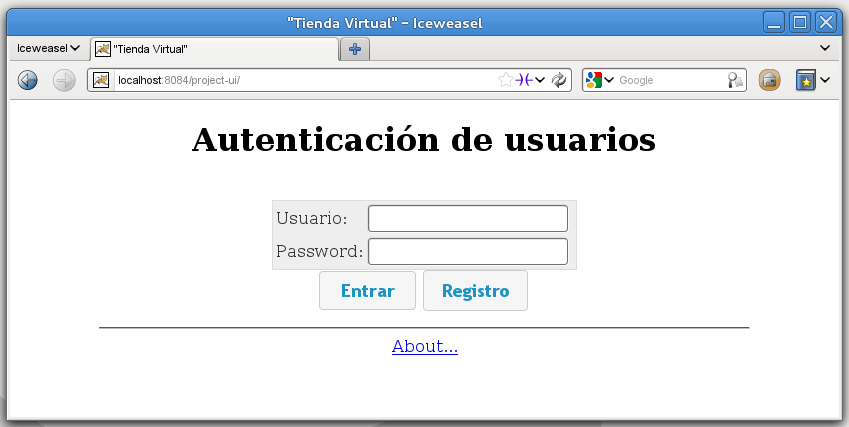 "Tienda Virtual" - Iceweasel
Iceweasel
"Tienda Virtual"
localhost:8084/project-ui/
Google
Autenticación de usuarios
Usuario:
Password:
Entrar Registro
About...